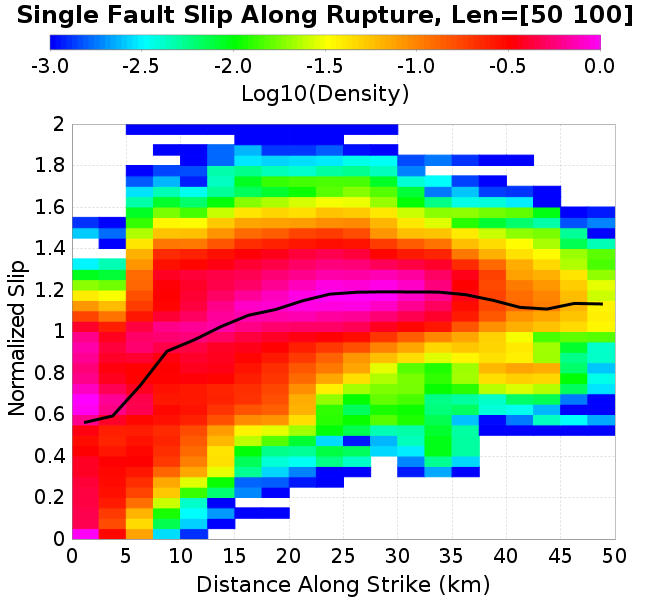 Single Fault Slip Along Rupture, Len=[50 100]
-3.0 -2.5 -2.0 -1.5 -1.0 -0.5 0.0
Log10(Density)
2
1.8
1.6
1.4
1.2
1
0.8
0.6
0.4
0.2
0
Normalized Slip
0 5 10 15 20 25 30 35 40 45 50
Distance Along Strike (km)